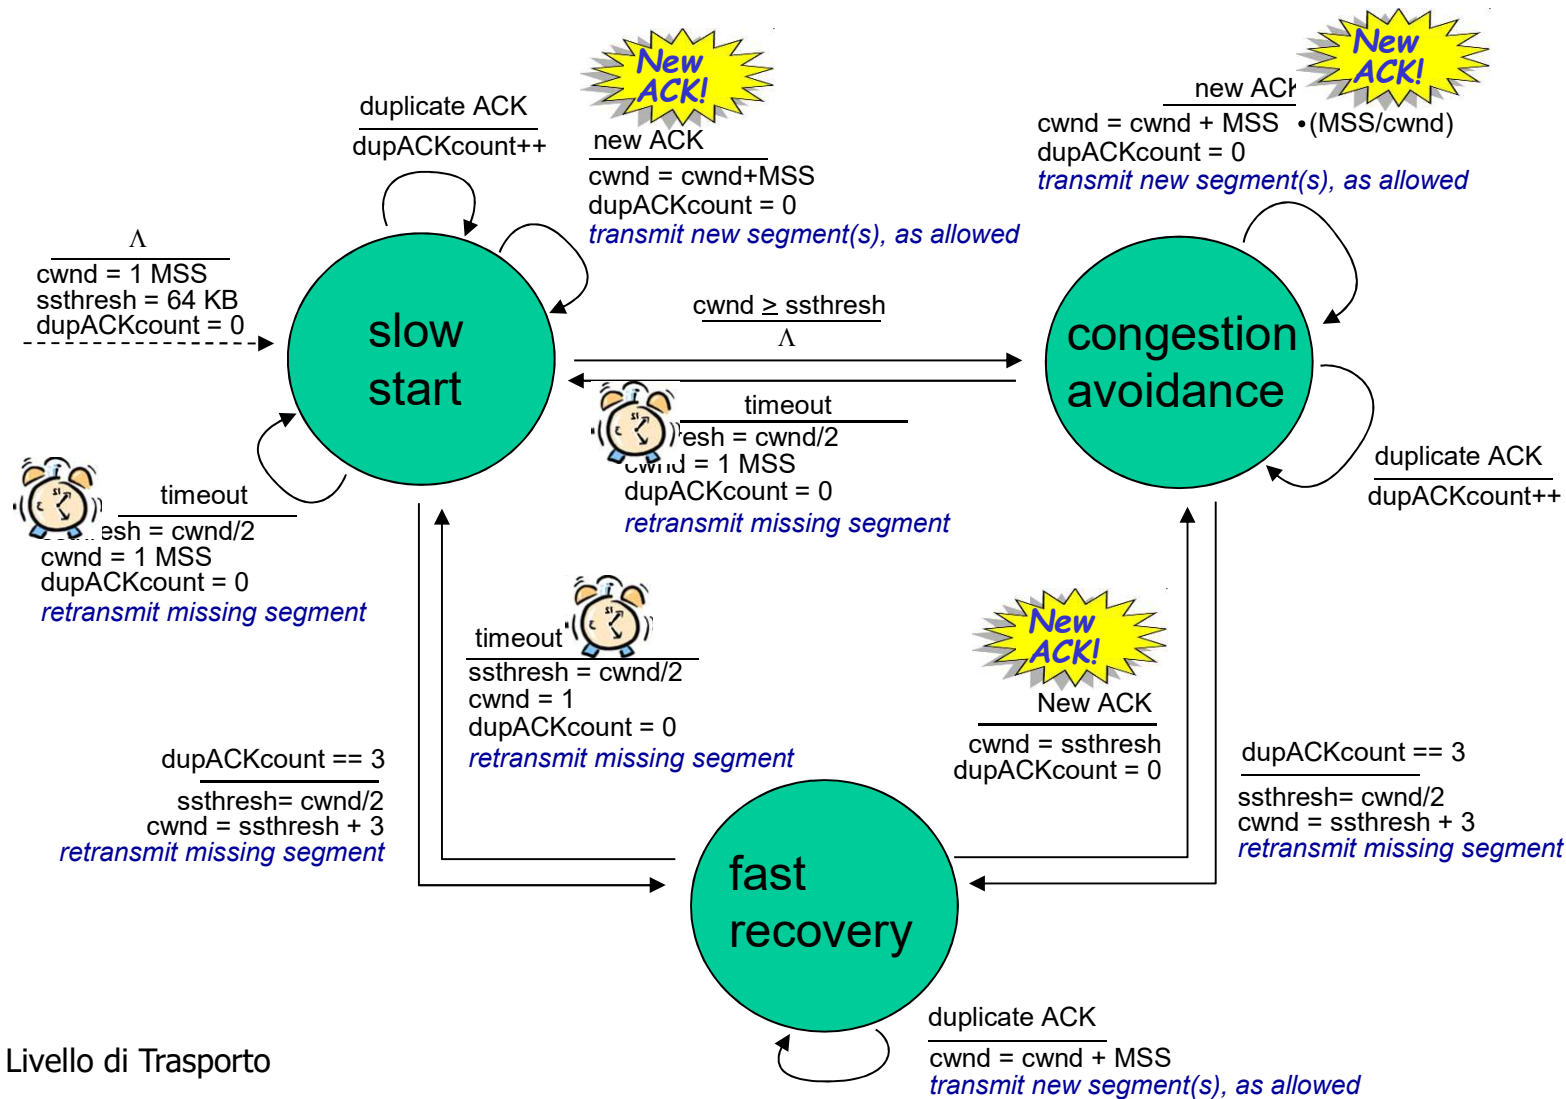 New
ACK!
duplicate ACK
dupACKcount++
new ACK
cwnd = cwnd+MSS
dupACKcount = 0
transmit new segment(s), as allowed
New
ACK!
new ACK
cwnd = cwnd + MSS •(MSS/cwnd)
dupACKcount = 0
transmit new segment(s), as allowed
Λ
cwnd = 1 MSS
ssthresh = 64 KB
dupACKcount = 0
slow
start
cwnd ≥ ssthresh
Λ
congestion
avoidance
timeout
resh = cwnd/2
cwnd = 1 MSS
dupACKcount = 0
retransmit missing segment
duplicate ACK
dupACKcount++
timeout
esh = cwnd/2
cwnd = 1 MSS
dupACKcount = 0
retransmit missing segment
timeout
ssthresh = cwnd/2
cwnd = 1
dupACKcount = 0
retransmit missing segment
New
ACK!
New ACK
cwnd = ssthresh
dupACKcount = 0
dupACKcount == 3
ssthresh= cwnd/2
cwnd = ssthresh + 3
retransmit missing segment
dupACKcount == 3
ssthresh= cwnd/2
cwnd = ssthresh + 3
retransmit missing segment
fast
recovery
duplicate ACK
cwnd = cwnd + MSS
transmit new segment(s), as allowed
Livello di Trasporto